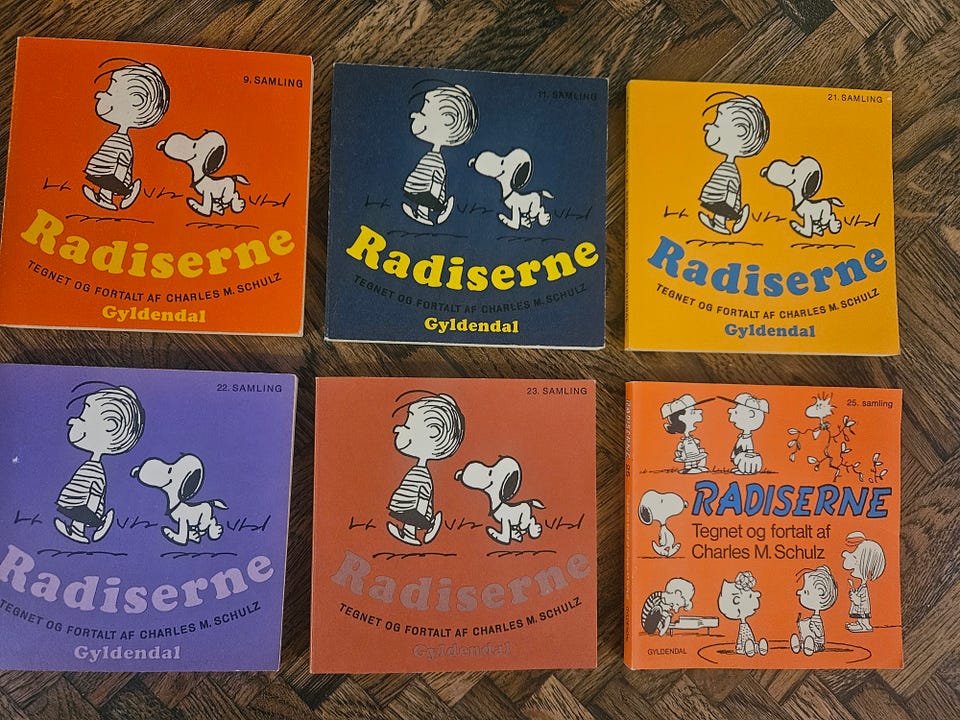 9. SAMLING
Radiserne
TEGNET OG FORTALT AF CHARLES M. SCHULZ
Gyldendal
11. SAMLING
Radiserne
TEGNET OG FORTALT AF CHARLES M. SCHULZ
Gyldendal
21. SAMLING
Radiserne
TEGNET OG FORTALT AF CHARLES M. SCHULZ
Gyldendal
22. SAMLING
Radiserne
TEGNET OG FORTALT AF CHARLES M. SCHULZ
Gyldendal
23. SAMLING
Radiserne
TEGNET OG FORTALT AF CHARLES M. SCHULZ
Gyldendal
25. samling
RADISERNE
Tegnet og fortalt af
Charles M. Schulz
GYLDENDAL